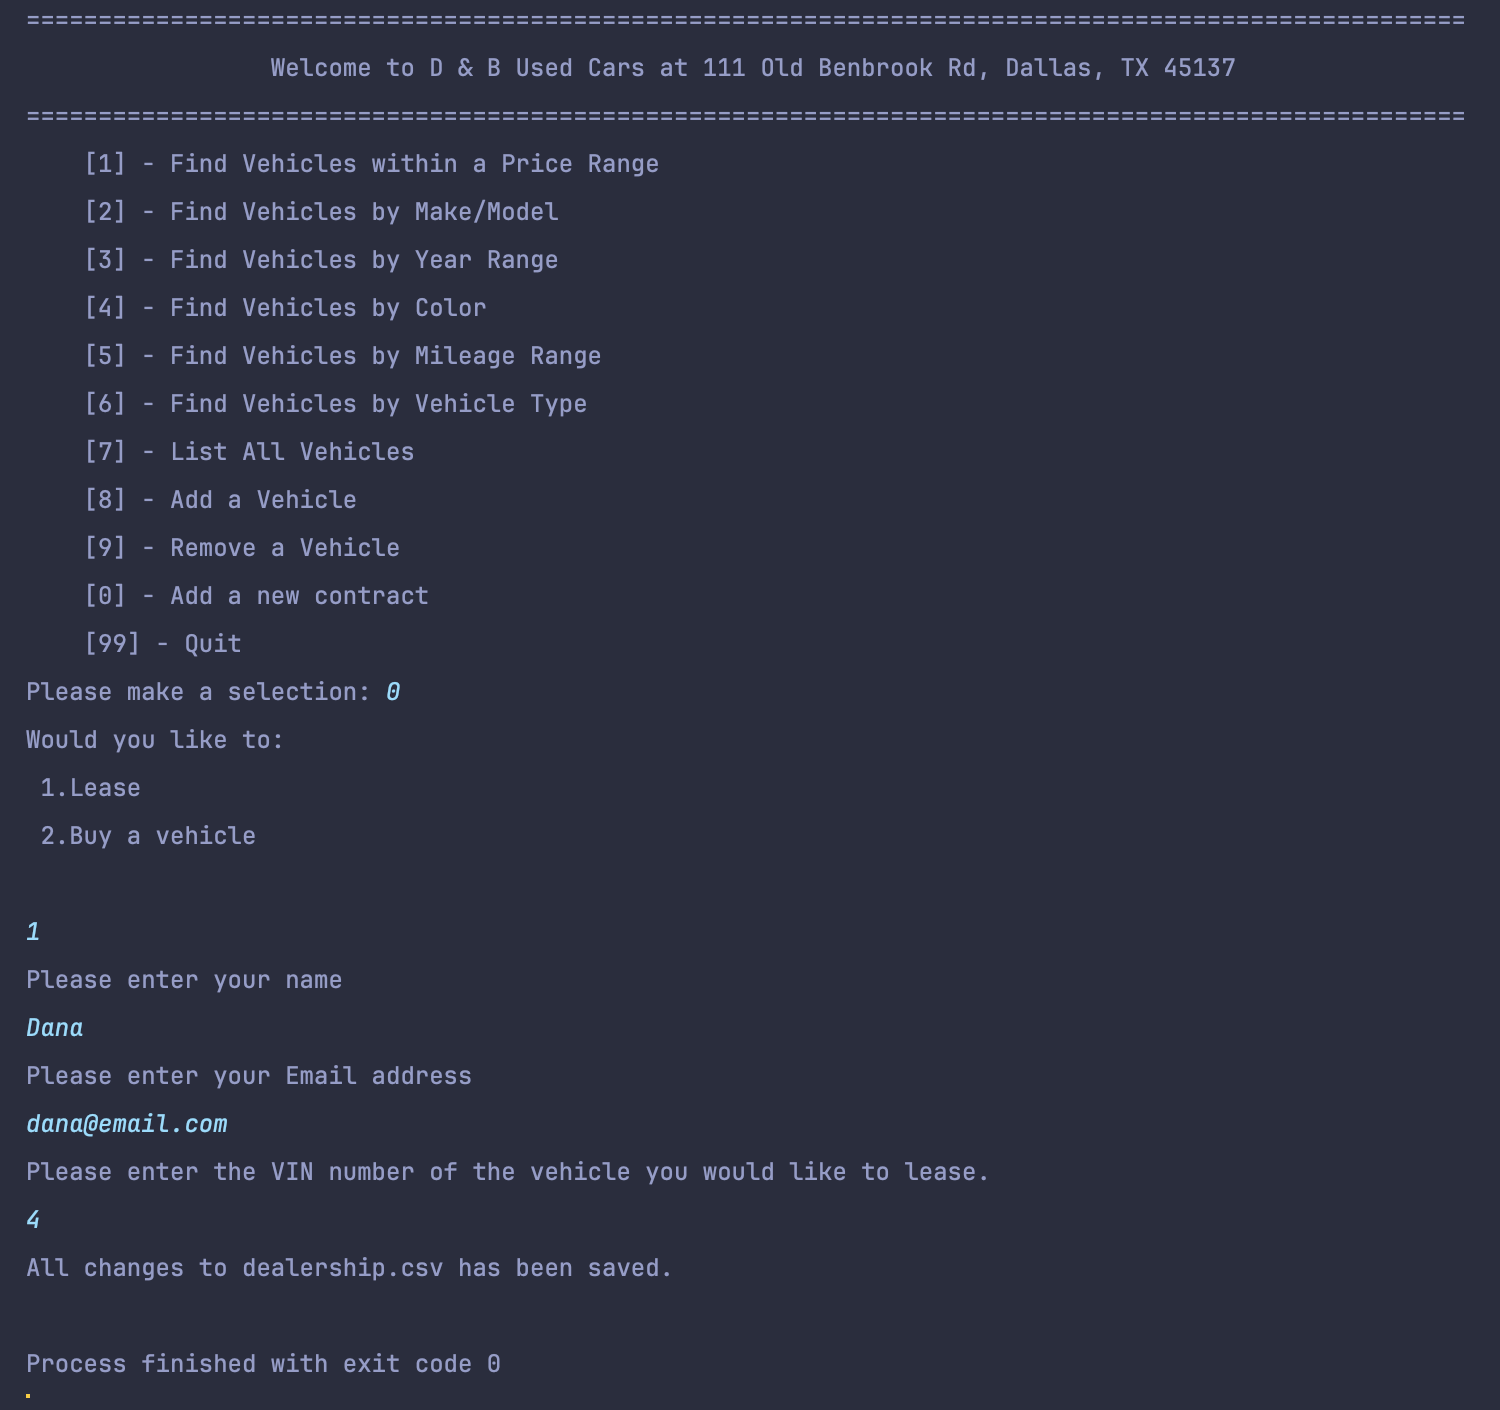 ====================================================================================================
Welcome to D & B Used Cars at 111 Old Benbrook Rd, Dallas, TX 45137
====================================================================================================
[1] - Find Vehicles within a Price Range
[2] - Find Vehicles by Make/Model
[3] - Find Vehicles by Year Range
[4] - Find Vehicles by Color
[5] - Find Vehicles by Mileage Range
[6] - Find Vehicles by Vehicle Type
[7] - List All Vehicles
[8] - Add a Vehicle
[9] - Remove a Vehicle
[0] - Add a new contract
[99] - Quit
Please make a selection: 0
Would you like to:
1.Lease
2.Buy a vehicle
1
Please enter your name
Dana
Please enter your Email address
dana@email.com
Please enter the VIN number of the vehicle you would like to lease.
4
All changes to dealership.csv has been saved.
Process finished with exit code 0